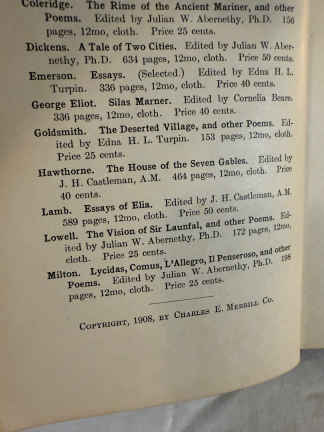 Coleridge. The Rime of the Ancient Mariner, and other
Poems. Edited by Julian W. Abernethy, Ph.D. 156
pages, 12mo, cloth. Price 25 cents.
Dickens. A Tale of Two Cities. Edited by Julian W. Aber-
nethy, Ph.D. 634 pages, 12mo, cloth. Price 50 cents.
Emerson. Essays. (Selected.) Edited by Edna H. L.
Turpin. 336 pages, 12mo, cloth. Price 40 cents.
George Eliot. Silas Marner. Edited by Cornelia Beare.
336 pages, 12mo, cloth. Price 40 cents.
Goldsmith. The Deserted Village, and other Poems. Ed-
ited by Edna H. L. Turpin. 153 pages, 12mo, cloth.
Price 25 cents.
Hawthorne. The House of the Seven Gables. Edited by
J. H. Castleman, A.M. 464 pages, 12mo, cloth. Price
40 cents.
Lamb. Essays of Elia. Edited by J. H. Castleman, A.M.
589 pages, 12mo, cloth. Price 50 cents.
Lowell. The Vision of Sir Launfal, and other Poems. Ed-
ited by Julian W. Abernethy, Ph.D. 172 pages, 12mo,
cloth. Price 25 cents.
Milton. Lycidas, Comus, L'Allegro, Il Penseroso, and other
Poems. Edited by Julian W. Abernethy, Ph.D. 198
pages, 12mo, cloth. Price 25 cents.
Copyright, 1908, by Charles E. Merrill Co.